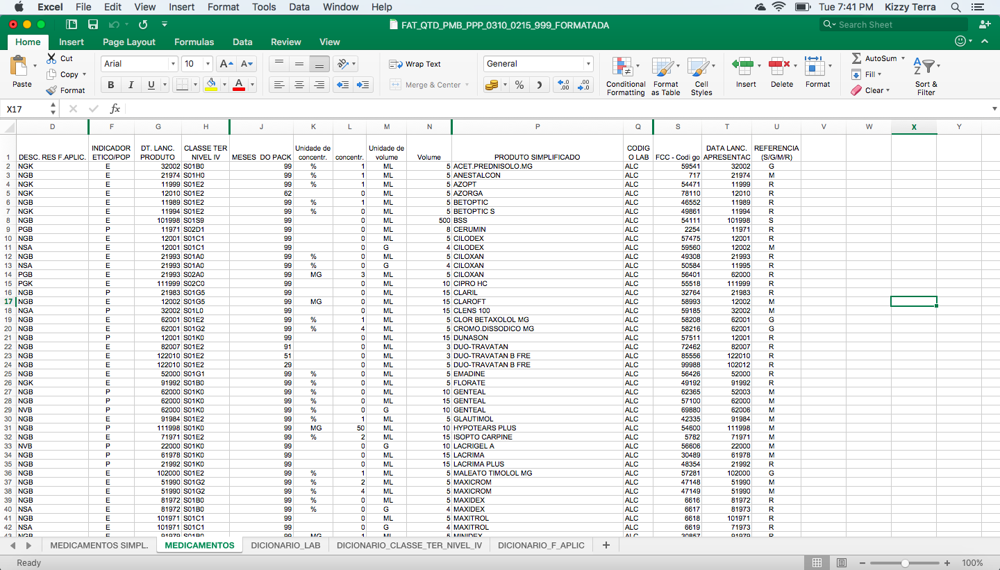 Excel File Edit View Insert Format Tools Data Window Help Tue 7:41 PM Kizzy Terra
FAT_QTD_PMB_PPP_0310_0215_999_FORMATADA Search Sheet
Home Insert Page Layout Formulas Data Review View
Paste Cut Copy Format Arial 10 A A B I U A Wrap Text Merge & Center General % Conditional Formatting Format as Table Cell Styles Insert Delete Format AutoSum Fill Clear Sort & Filter
X17 fx
D F G H J K L M N P Q S T U V W X Y
1 DESC. RES F.APLIC. INDICADOR ETICO/POP DT. LANC. PRODUTO CLASSE TER NIVEL IV MESES DO PACK Unidade de concentr. concentr. Unidade de volume Volume PRODUTO SIMPLIFICADO CODIG O LAB FCC - Codi go DATA LANC. APRESENTAC REFERENCIA (S/G/M/R)
2 NGK E 32002 S01B0 99 % 1 ML 5 ACET.PREDNISOLO.MG ALC 59541 32002 G
3 NGB E 21974 S01H0 99 % 1 ML 5 ANESTALCON ALC 717 21974 M
4 NGK E 11999 S01E2 99 % 1 ML 5 AZOPT ALC 54471 11999 R
5 NGK E 12010 S01E2 62 0 ML 5 AZORGA ALC 78110 12010 R
6 NGB E 11989 S01E2 99 % 1 ML 5 BETOPTIC ALC 46552 11989 R
7 NGK E 11994 S01E2 99 % 0 ML 5 BETOPTIC S ALC 49861 11994 R
8 NGB E 101998 S01S9 99 0 ML 500 BSS ALC 54111 101998 S
9 PGB P 11971 S02D1 99 0 ML 8 CERUMIN ALC 2254 11971 R
10 NGB E 12001 S01C1 99 0 ML 5 CILODEX ALC 57475 12001 R
11 NSA E 12001 S01C1 99 0 G 4 CILODEX ALC 59560 12002 M
12 NGB E 21993 S01A0 99 % 0 ML 5 CILOXAN ALC 49308 21993 R
13 NSA E 21993 S01A0 99 % 0 G 4 CILOXAN ALC 50584 11995 R
14 PGB E 21993 S02A0 99 MG 3 ML 5 CILOXAN ALC 56401 62000 R
15 PGK E 111999 S02C0 99 0 ML 10 CIPRO HC ALC 55518 111999 R
16 NGB P 21983 S01G5 99 0 ML 15 CLARIL ALC 32764 21983 R
17 NGB E 12002 S01G5 99 MG 0 ML 15 CLAROFT ALC 58993 12002 M
18 NGA P 32002 S01L0 99 0 ML 15 CLENS 100 ALC 59185 32002 M
19 NGB E 62001 S01E2 99 % 1 ML 5 CLOR BETAXOLOL MG ALC 58208 62001 G
20 NGB E 62001 S01G2 99 % 4 ML 5 CROMO.DISSODICO MG ALC 58216 62001 G
21 NGB P 12001 S01K0 99 0 ML 15 DUNASON ALC 57511 12001 R
22 NGB E 82007 S01E2 91 0 ML 3 DUO-TRAVATAN ALC 72462 82007 R
23 NGB E 122010 S01E2 51 0 ML 3 DUO-TRAVATAN B FRE ALC 85556 122010 R
24 NGB E 122010 S01E2 29 0 ML 5 DUO-TRAVATAN B FRE ALC 99988 102012 R
25 NGB E 52000 S01G1 99 % 0 ML 5 EMADINE ALC 56426 52000 R
26 NGK E 91992 S01B0 99 % 0 ML 5 FLORATE ALC 49192 91992 R
27 NGB P 62000 S01K0 99 % 0 ML 10 GENTEAL ALC 62365 52003 M
28 NGB P 62000 S01K0 99 % 0 ML 15 GENTEAL ALC 57100 62000 M
29 NVB P 62000 S01K0 99 % 0 G 10 GENTEAL ALC 69880 62006 M
30 NGB E 91984 S01E2 99 % 1 ML 5 GLAUTIMOL ALC 42335 91984 M
31 NGB P 111998 S01K0 99 MG 50 ML 10 HYPOTEARS PLUS ALC 54600 111998 M
32 NGB E 71971 S01E2 99 % 2 ML 15 ISOPTO CARPINE ALC 5782 71971 M
33 NVB P 22000 S01K0 99 0 G 10 LACRIGEL A ALC 56606 22000 M
34 NGB P 61978 S01K0 99 0 ML 15 LACRIMA ALC 30489 61978 M
35 NGB P 21992 S01K0 99 0 ML 15 LACRIMA PLUS ALC 48354 21992 R
36 NGB E 102000 S01E2 99 % 1 ML 5 MALEATO TIMOLOL MG ALC 57281 102000 G
37 NGB E 51990 S01G2 99 % 2 ML 5 MAXICROM ALC 47148 51990 M
38 NGB E 51990 S01G2 99 % 4 ML 5 MAXICROM ALC 47149 51990 M
39 NGB E 81972 S01B0 99 % 0 ML 5 MAXIDEX ALC 6616 81972 R
40 NSA E 81972 S01B0 99 % 0 G 4 MAXIDEX ALC 6617 81973 R
41 NGB E 101971 S01C1 99 0 ML 5 MAXITROL ALC 6618 101971 R
42 NSA E 101971 S01C1 99 0 G 4 MAXITROL ALC 6619 71973 R
43 NGB E 91979 S01B0 99 MG 1 ML 5 MINIDEX ALC 30857 91979 R
MEDICAMENTOS SIMPL. MEDICAMENTOS DICIONARIO_LAB DICIONARIO_CLASSE_TER_NIVEL_IV DICIONARIO_F_APLIC +
Ready 100%